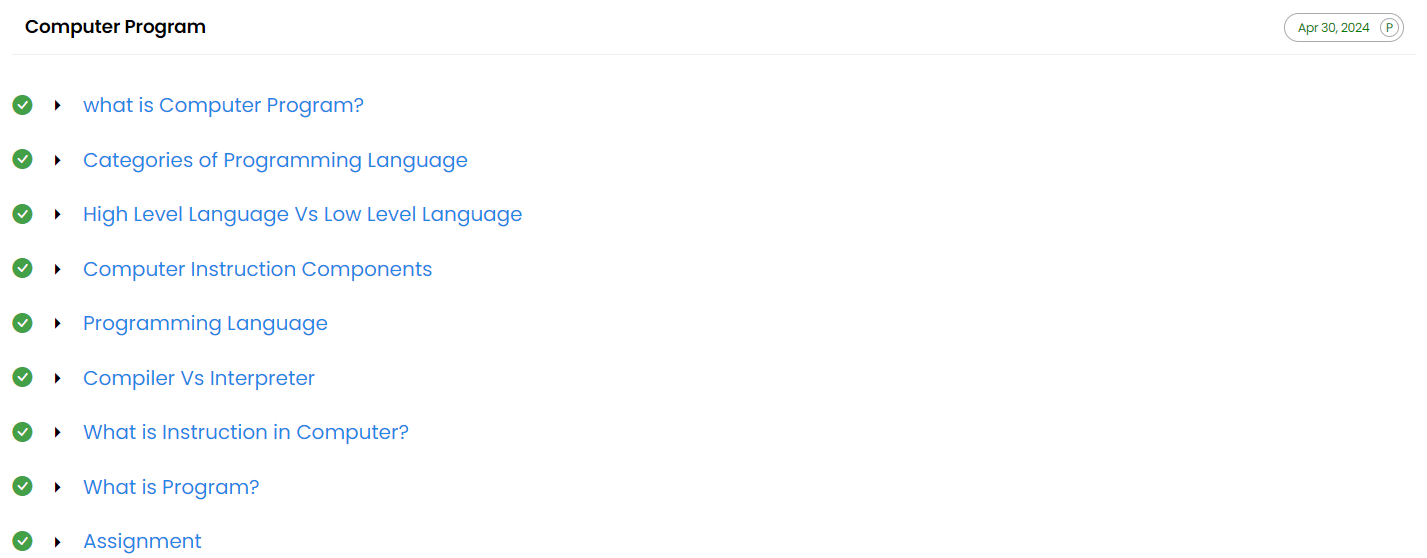 Computer Program
Apr 30, 2024 P
what is Computer Program?
Categories of Programming Language
High Level Language Vs Low Level Language
Computer Instruction Components
Programming Language
Compiler Vs Interpreter
What is Instruction in Computer?
What is Program?
Assignment